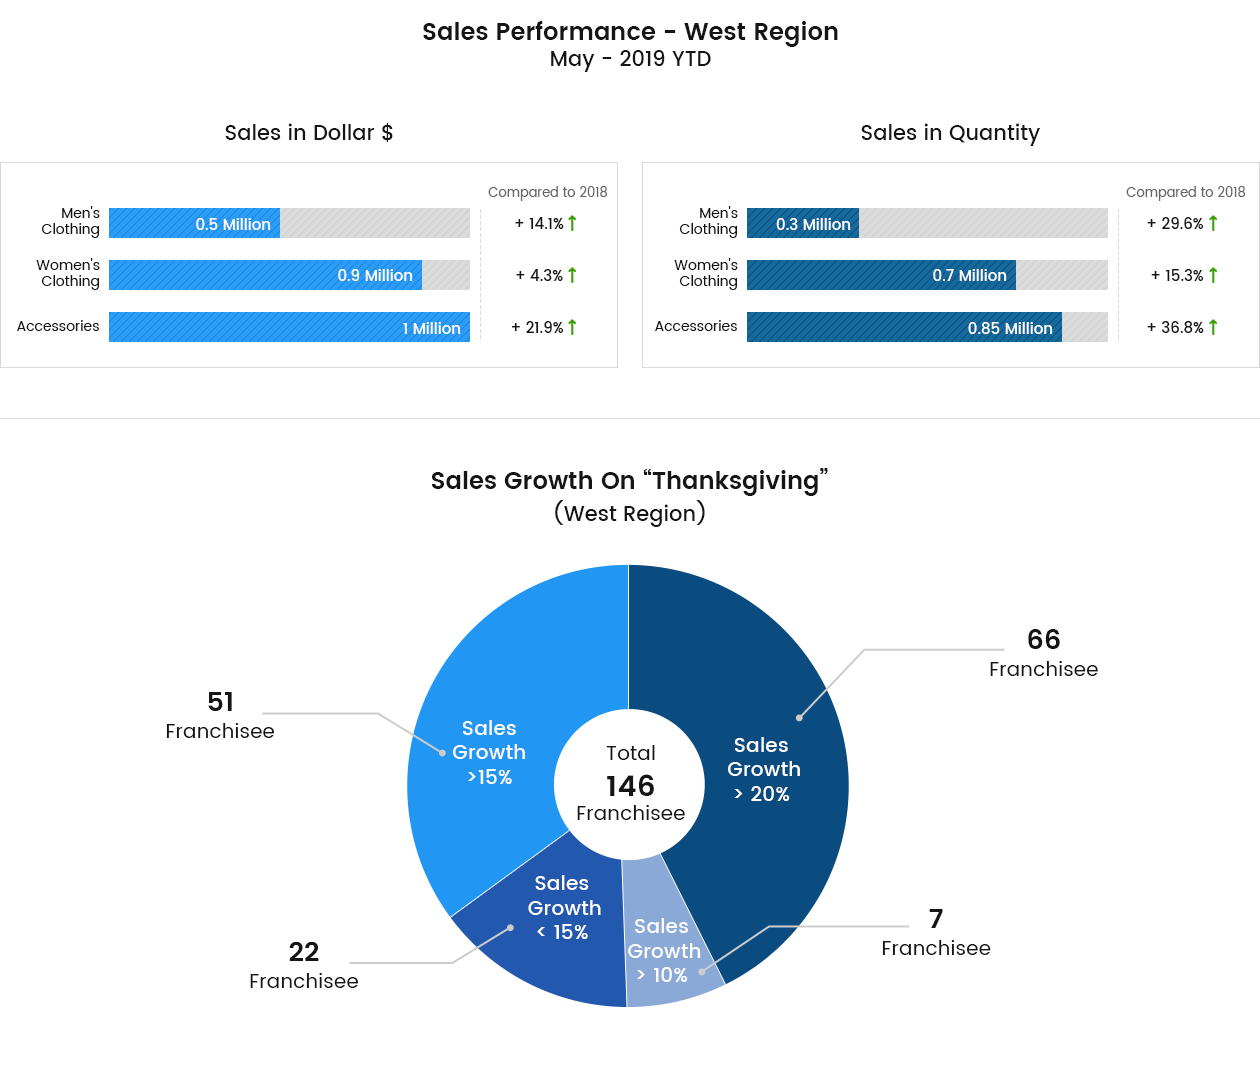 Sales Performance - West Region
May - 2019 YTD
Sales in Dollar $
Compared to 2018
Men's
Clothing
0.5 Million
+ 14.1%
Women's
Clothing
0.9 Million
+ 4.3%
Accessories
1 Million
+ 21.9%
Sales in Quantity
Compared to 2018
Men's
Clothing
0.3 Million
+ 29.6%
Women's
Clothing
0.7 Million
+ 15.3%
Accessories
0.85 Million
+ 36.8%
Sales Growth On “Thanksgiving”
(West Region)
66
Franchisee
51
Franchisee
Sales
Growth
>15%
Total
146
Franchisee
Sales
Growth
> 20%
Sales
Growth
< 15%
Sales
Growth
> 10%
7
Franchisee
22
Franchisee